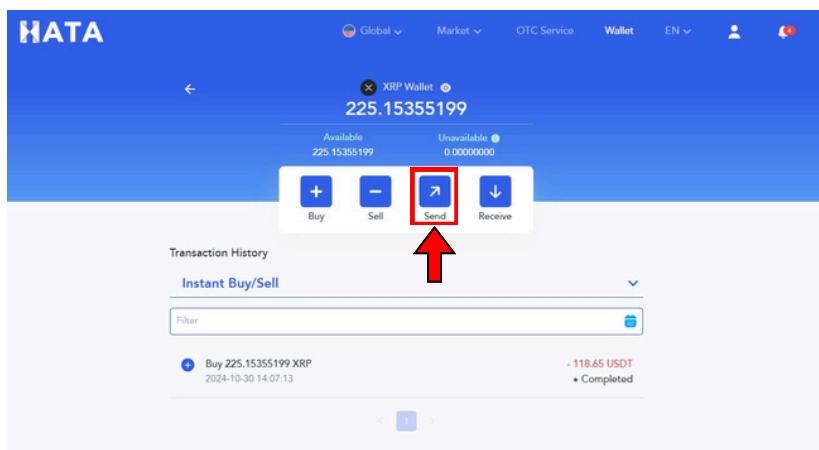 HATA
Global Market OTC Service Wallet EN
XRP Wallet
225.15355199
Available Unavailable
225.15355199 0.00000000
Buy Sell Send Receive
Transaction History
Instant Buy/Sell
Filter
Buy 225.15355199 XRP - 118.65 USDT
2024-10-30 14:07:13 • Completed
1